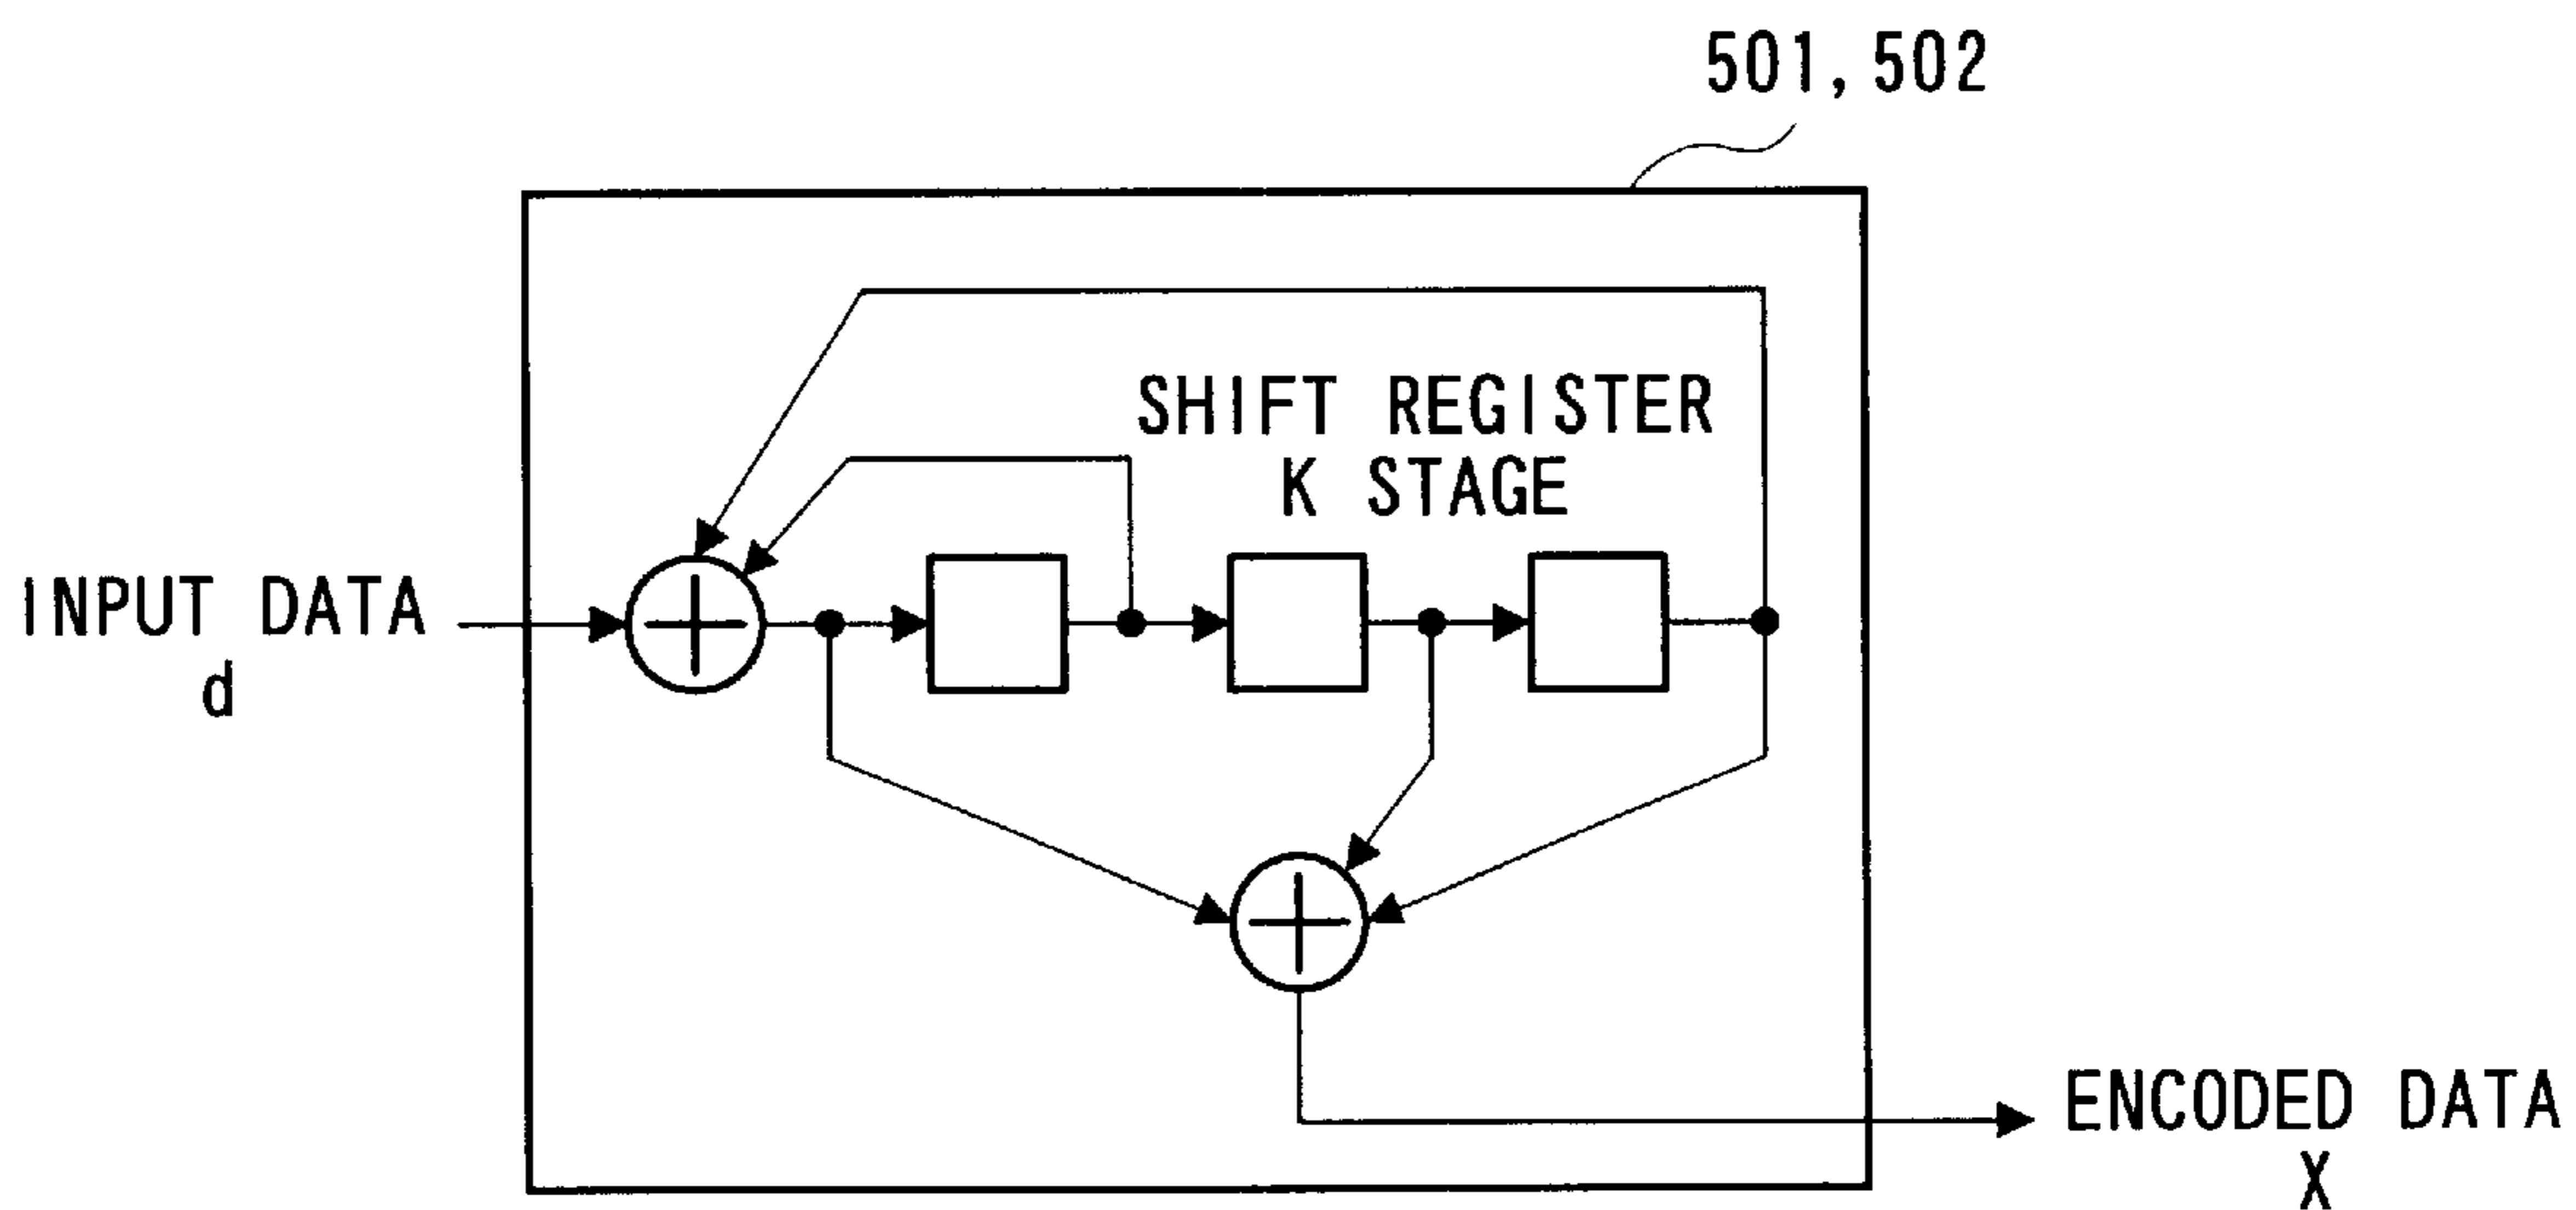 501, 502
SHIFT REGISTER
K STAGE
INPUT DATA
d
ENCODED DATA
X